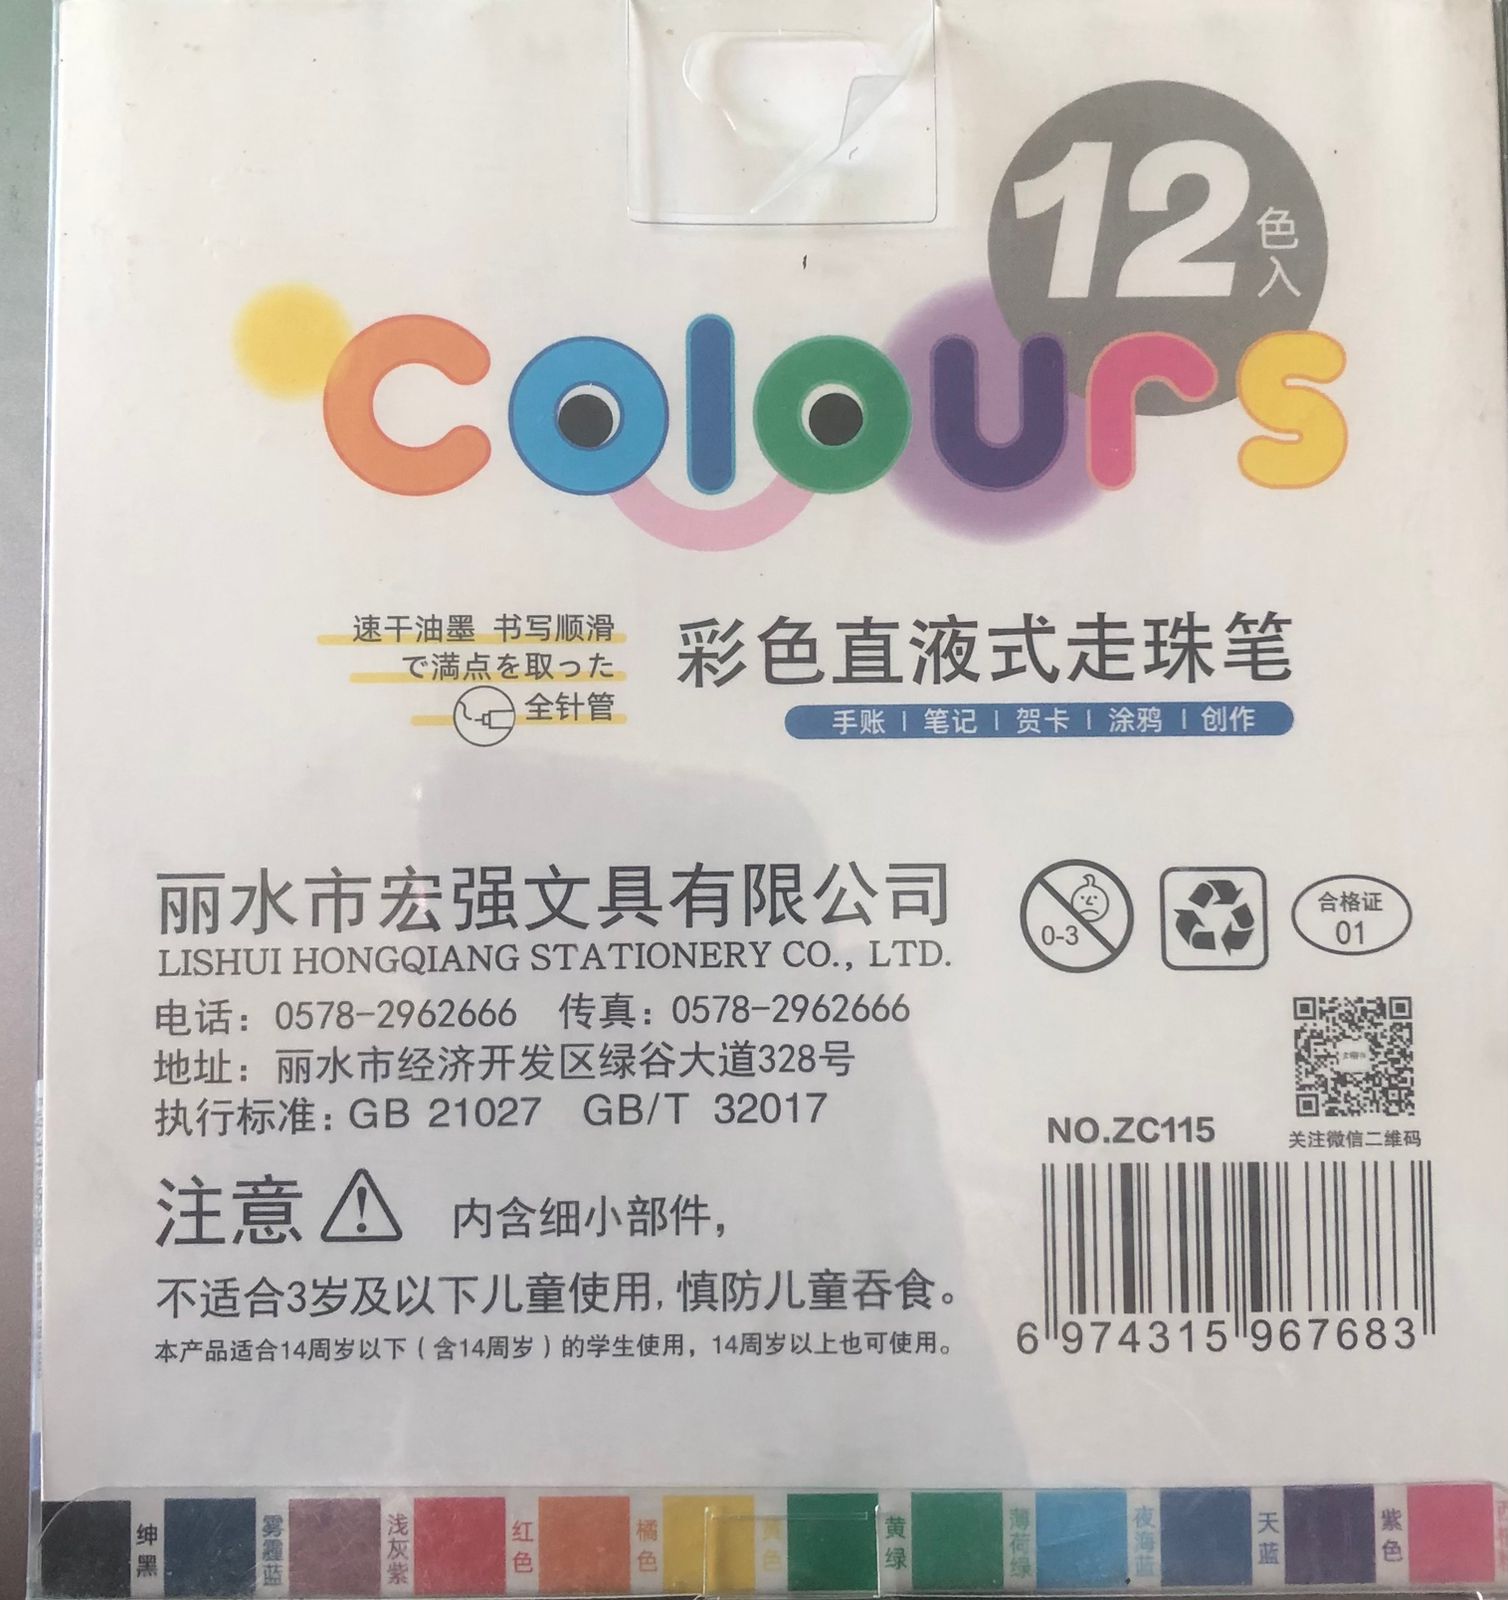 12
色入
colours
速干油墨 书写顺滑
で満点を取った
全针管
彩色直液式走珠笔
手账 | 笔记 | 贺卡 | 涂鸦 | 创作
丽水市宏强文具有限公司
LISHUI HONGQIANG STATIONERY CO., LTD.
电话: 0578-2962666 传真: 0578-2962666
地址: 丽水市经济开发区绿谷大道328号
执行标准: GB 21027 GB/T 32017
0-3
合格证
01
关注微信二维码
NO.ZC115
注意 内含细小部件，
不适合3岁及以下儿童使用, 慎防儿童吞食。
本产品适合14周岁以下（含14周岁）的学生使用，14周岁以上也可使用。
6 974315 967683
绅黑 雾霾蓝 浅灰紫 红色 橘色 黄色 黄绿 薄荷绿 夜海蓝 天蓝 紫色